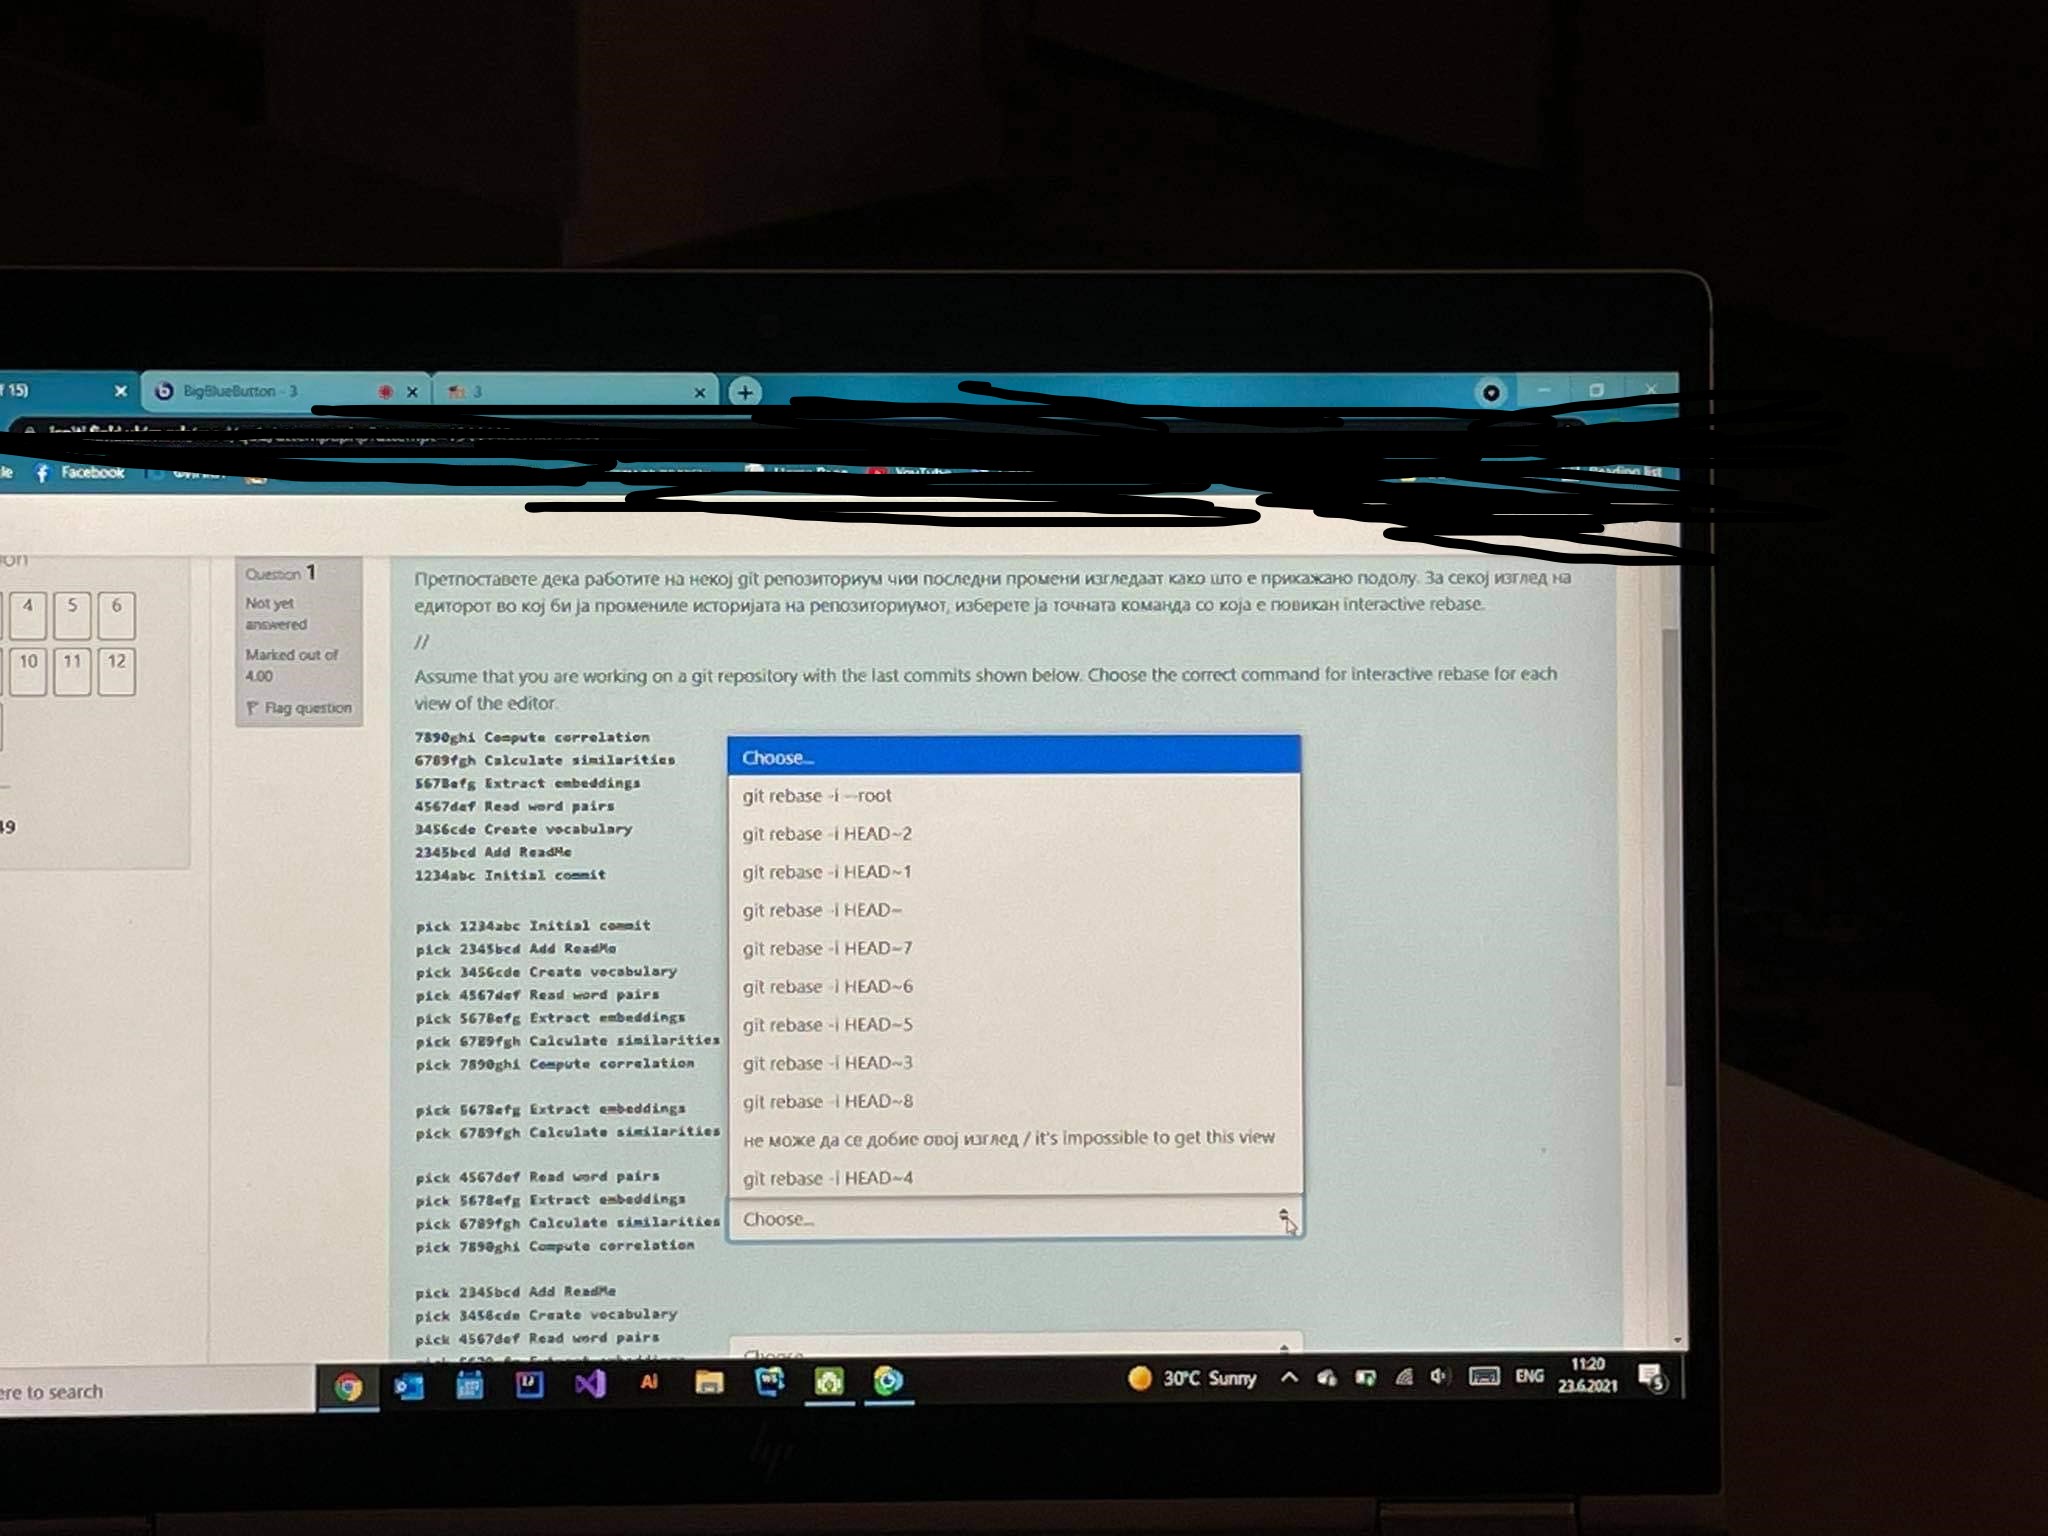 15)
BigBlueButton - 3
3
le
Facebook
YouTube
Reading list
4 5 6
10 11 12
49
Question 1
Not yet
answered
Marked out of
4.00
Flag question
Претпоставете дека работите на некој git репозиториум чии последни промени изгледаат како што е прикажано подолу. За секој изглед на
едиторот во кој би ја промениле историјата на репозиториумот, изберете ја точната команда со која е повикан interactive rebase.
//
Assume that you are working on a git repository with the last commits shown below. Choose the correct command for interactive rebase for each
view of the editor.
7890ghi Compute correlation
6789fgh Calculate similarities
5678efg Extract embeddings
4567def Read word pairs
3456cde Create vocabulary
2345bcd Add ReadMe
1234abc Initial commit
pick 1234abc Initial commit
pick 2345bcd Add ReadMe
pick 3456cde Create vocabulary
pick 4567def Read word pairs
pick 5678efg Extract embeddings
pick 6789fgh Calculate similarities
pick 7890ghi Compute correlation
pick 5678efg Extract embeddings
pick 6789fgh Calculate similarities
pick 4567def Read word pairs
pick 5678efg Extract embeddings
pick 6789fgh Calculate similarities
pick 7890ghi Compute correlation
pick 2345bcd Add ReadMe
pick 3456cde Create vocabulary
pick 4567def Read word pairs
Choose...
git rebase -i --root
git rebase -i HEAD~2
git rebase -i HEAD~1
git rebase -i HEAD~
git rebase -i HEAD~7
git rebase -i HEAD~6
git rebase -i HEAD~5
git rebase -i HEAD~3
git rebase -i HEAD~8
не може да се добие овој изглед / it's impossible to get this view
git rebase -i HEAD~4
Choose...
Choose...
ere to search
30°C Sunny
ENG
11:20
23.6.2021
5
hp